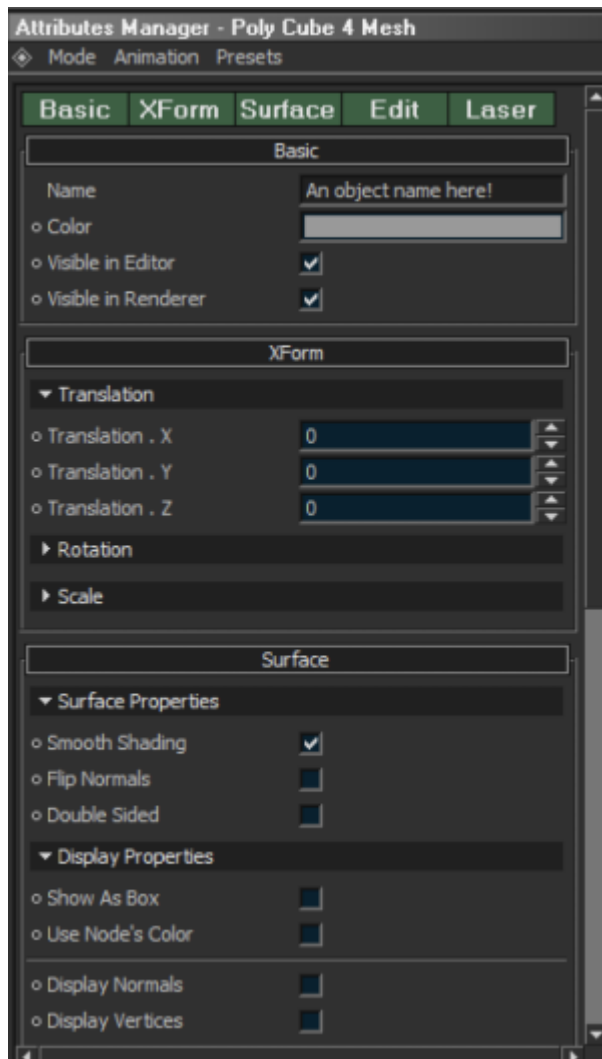 Attributes Manager - Poly Cube 4 Mesh
Mode Animation Presets
Basic XForm Surface Edit Laser
Basic
Name An object name here!
Color
Visible in Editor
Visible in Renderer
XForm
Translation
Translation . X 0
Translation . Y 0
Translation . Z 0
Rotation
Scale
Surface
Surface Properties
Smooth Shading
Flip Normals
Double Sided
Display Properties
Show As Box
Use Node's Color
Display Normals
Display Vertices